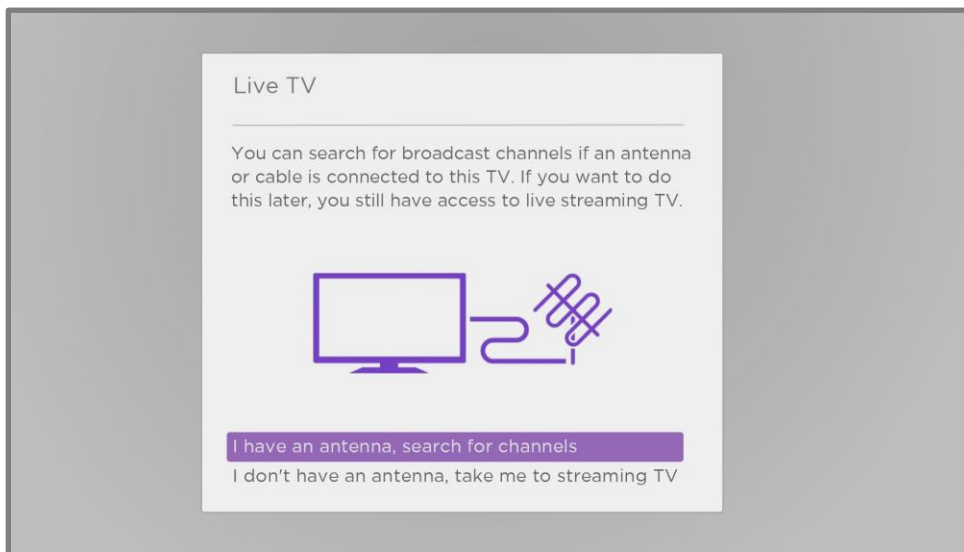 Live TV
You can search for broadcast channels if an antenna
or cable is connected to this TV. If you want to do
this later, you still have access to live streaming TV.
I have an antenna, search for channels
I don't have an antenna, take me to streaming TV